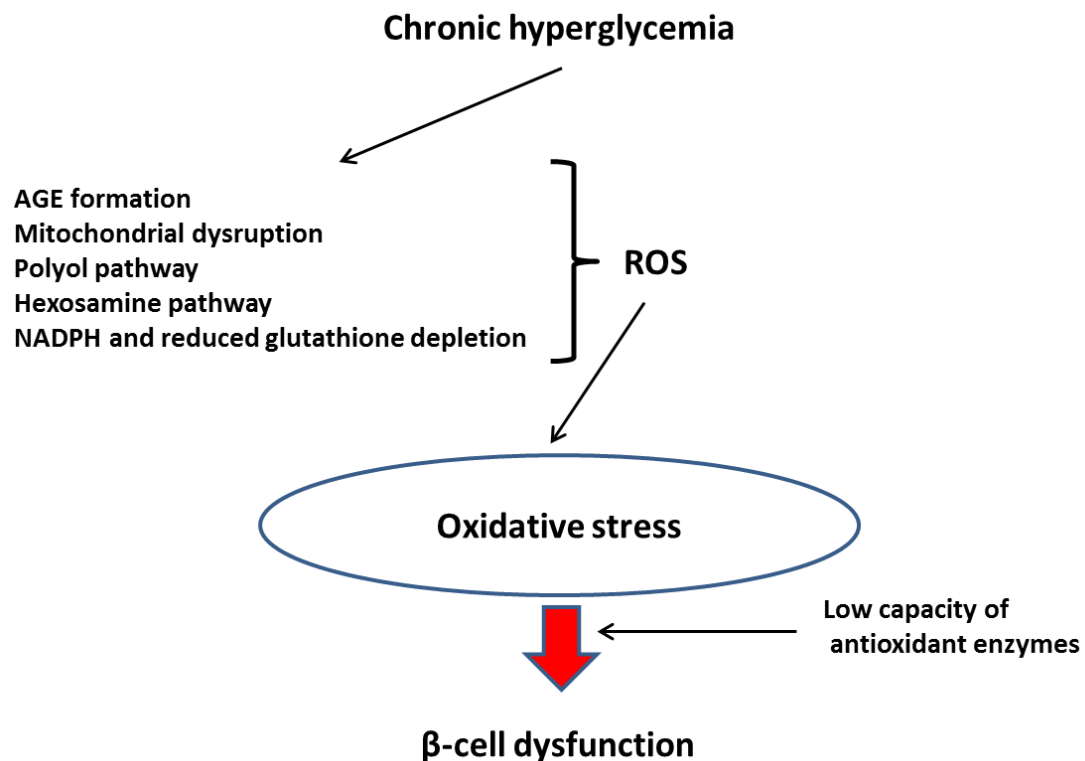 Chronic hyperglycemia
AGE formation
Mitochondrial disruption
Polyol pathway
Hexosamine pathway
NADPH and reduced glutathione depletion
ROS
Oxidative stress
Low capacity of
antioxidant enzymes
β-cell dysfunction